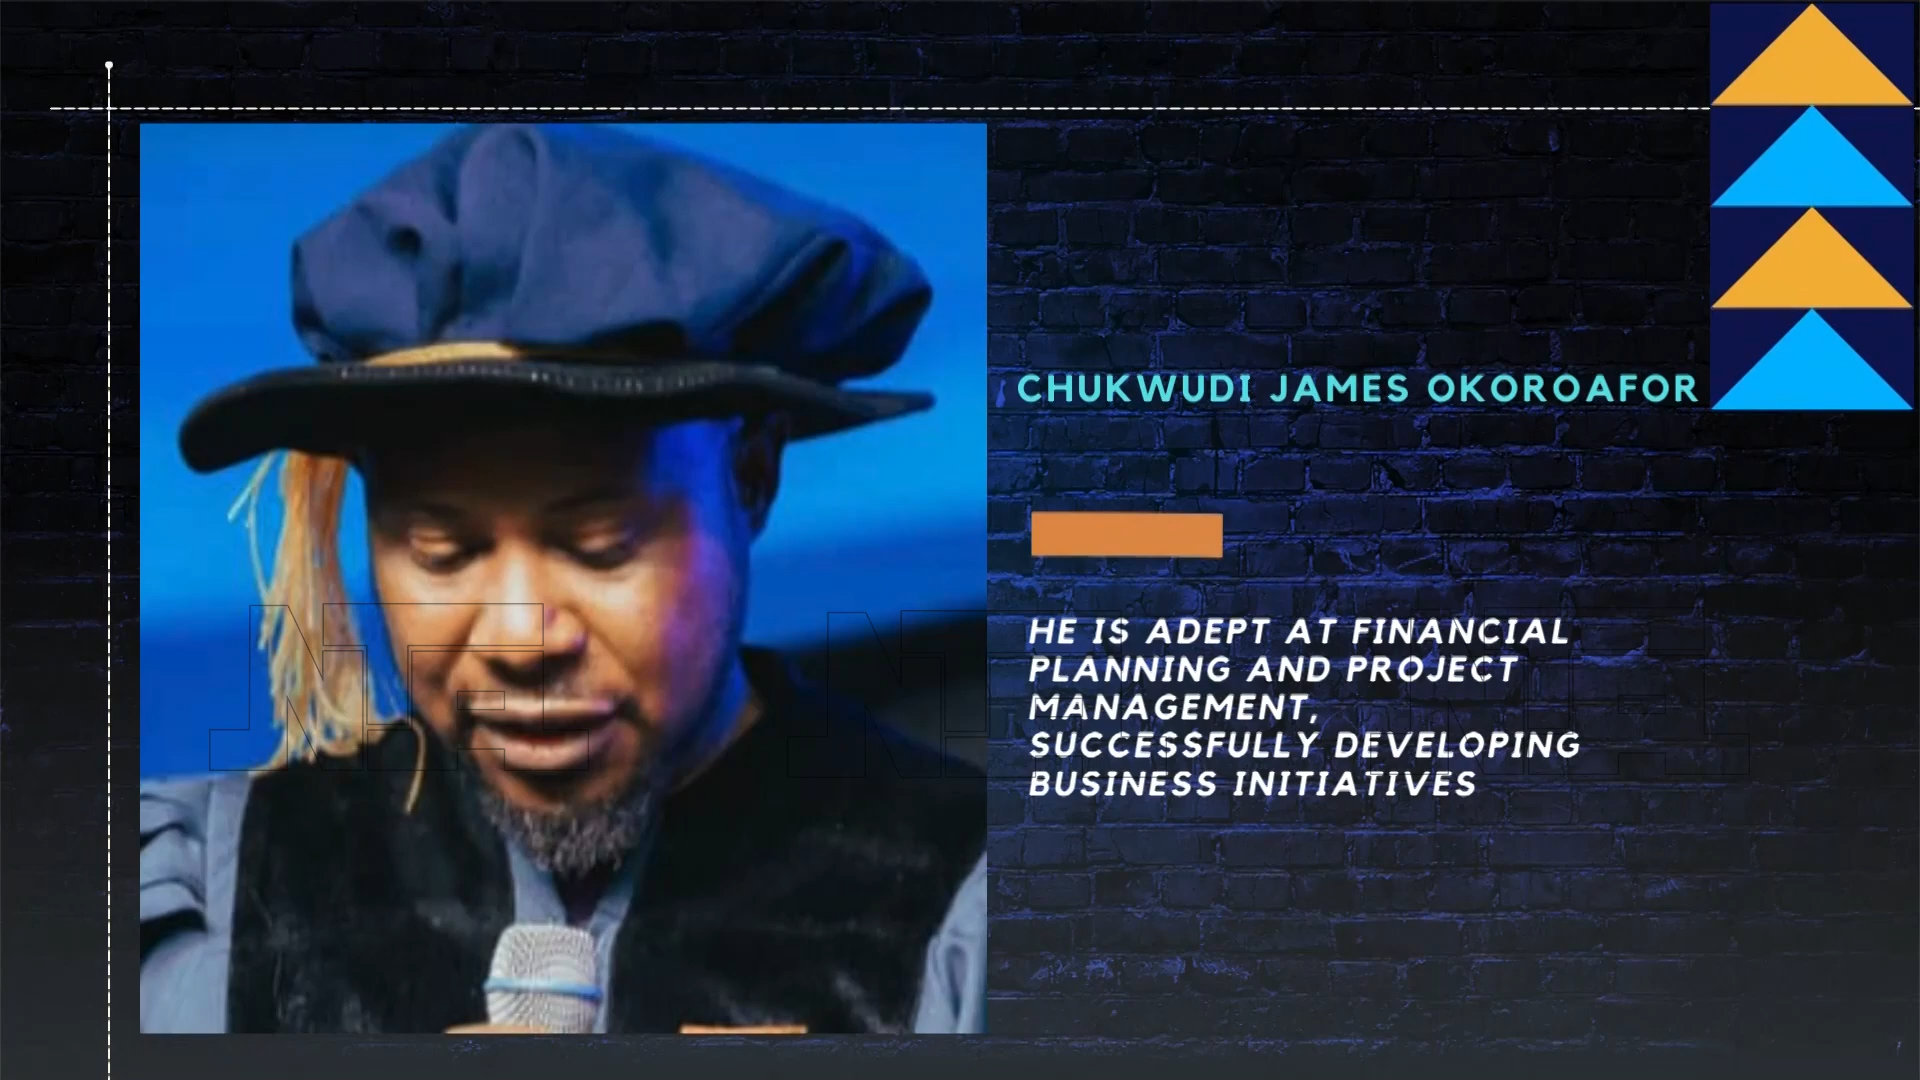 CHUKWUDI JAMES OKOROAFOR
HE IS ADEPT AT FINANCIAL
PLANNING AND PROJECT
MANAGEMENT,
SUCCESSFULLY DEVELOPING
BUSINESS INITIATIVES